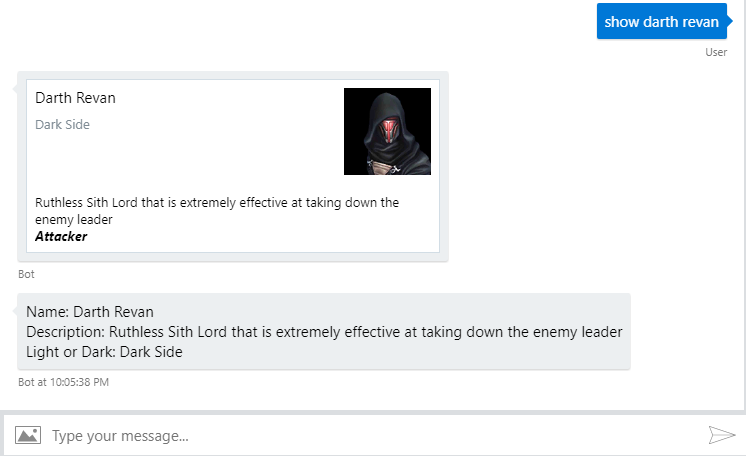 show darth revan
User
Darth Revan
Dark Side
Ruthless Sith Lord that is extremely effective at taking down the
enemy leader
Attacker
Bot
Name: Darth Revan
Description: Ruthless Sith Lord that is extremely effective at taking down the enemy leader
Light or Dark: Dark Side
Bot at 10:05:38 PM
Type your message...